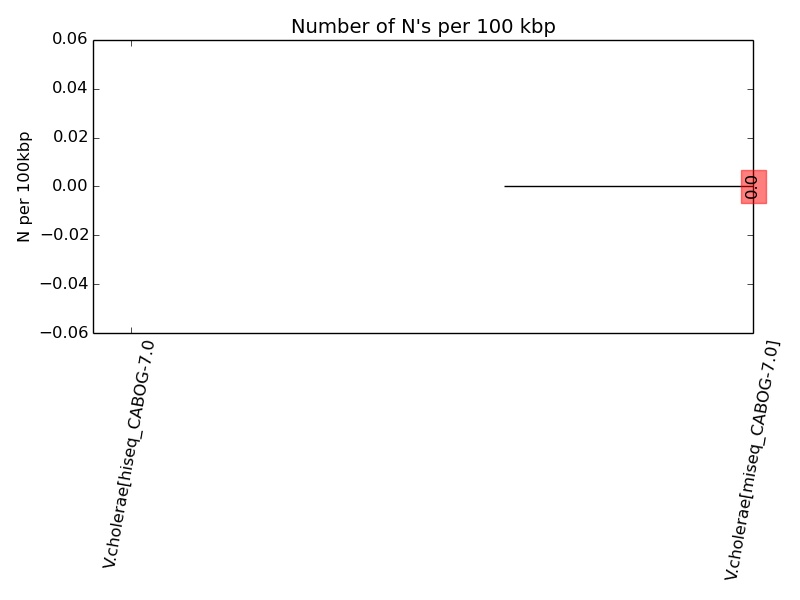 Number of N's per 100 kbp
0.06
0.04
0.02
0.00
−0.02
−0.04
−0.06
N per 100kbp
0.0
V.cholerae[hiseq_CABOG-7.0
V.cholerae[miseq_CABOG-7.0]